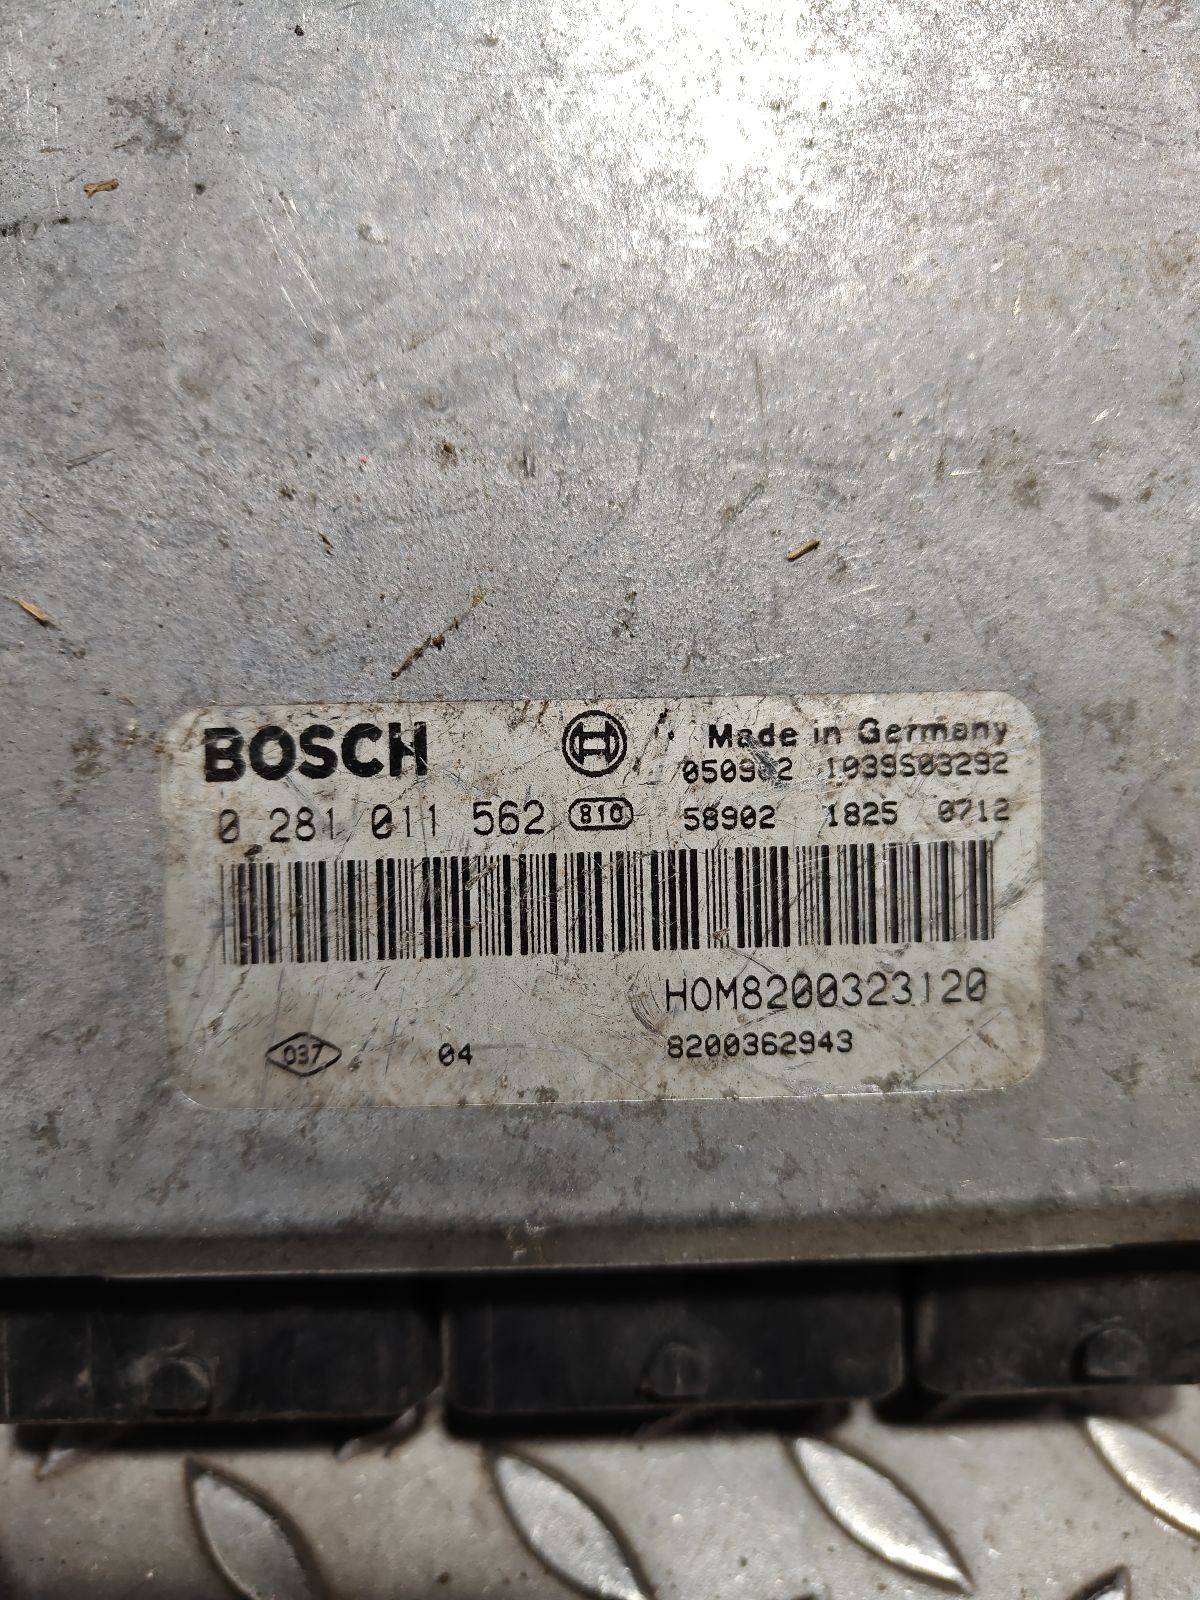 BOSCH Made in Germany
1039S03292
0 281 011 562 810 58902 1825 0712
HOM8200323120
037 04 8200362943